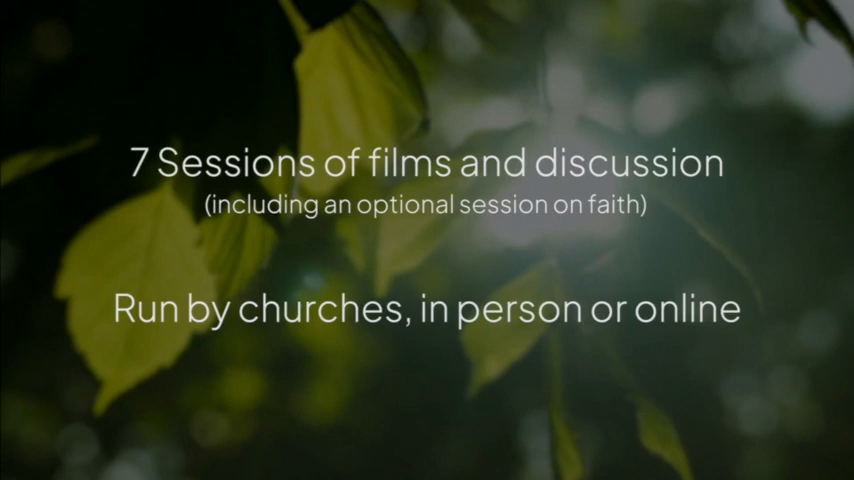 7 Sessions of films and discussion
(including an optional session on faith)
Run by churches, in person or online